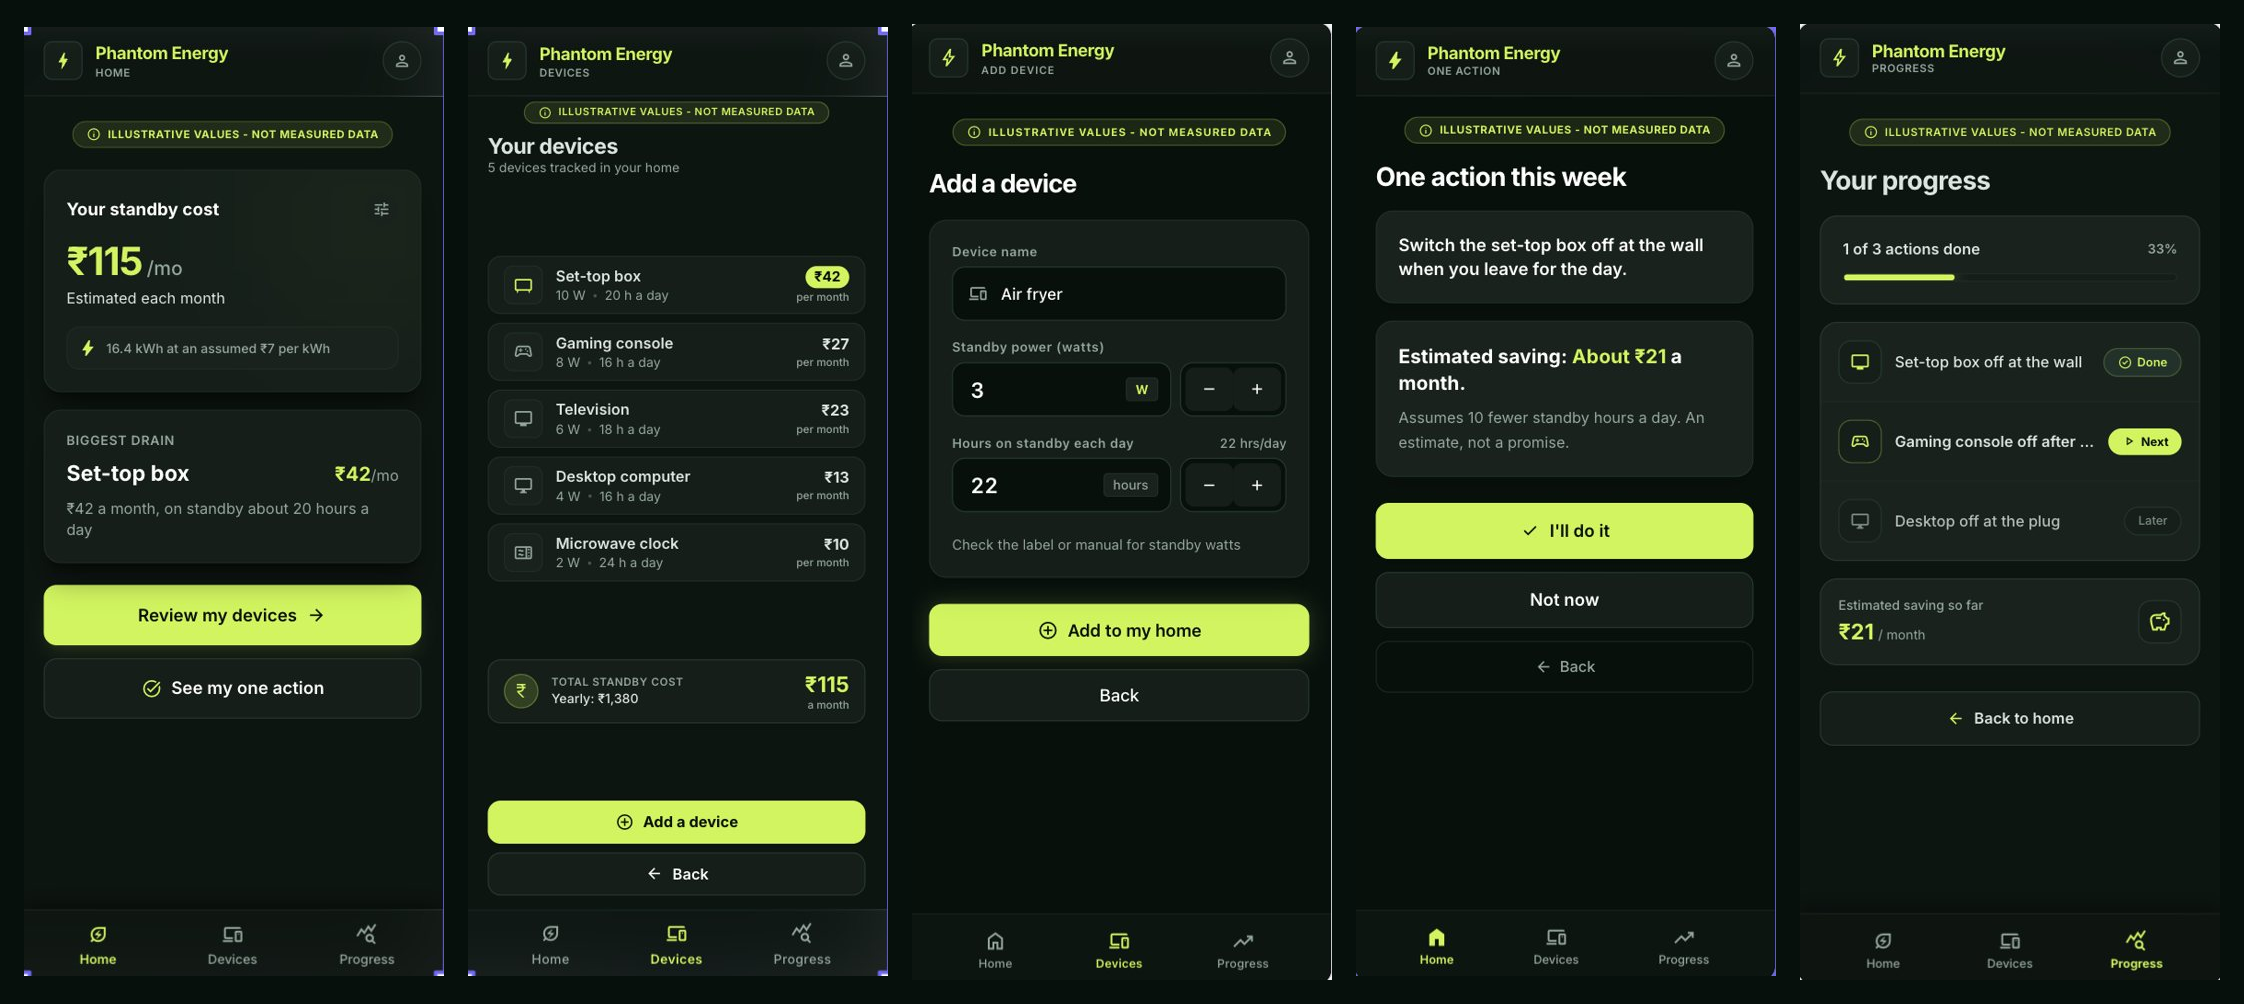 Phantom Energy
HOME
ILLUSTRATIVE VALUES - NOT MEASURED DATA
Your standby cost
₹115 /mo
Estimated each month
16.4 kWh at an assumed ₹7 per kWh
BIGGEST DRAIN
Set-top box ₹42/mo
₹42 a month, on standby about 20 hours a
day
Review my devices
See my one action
Home Devices Progress
Phantom Energy
DEVICES
ILLUSTRATIVE VALUES - NOT MEASURED DATA
Your devices
5 devices tracked in your home
Set-top box ₹42
10 W • 20 h a day per month
Gaming console ₹27
8 W • 16 h a day per month
Television ₹23
6 W • 18 h a day per month
Desktop computer ₹13
4 W • 16 h a day per month
Microwave clock ₹10
2 W • 24 h a day per month
₹ TOTAL STANDBY COST ₹115
Yearly: ₹1,380 a month
Add a device
Back
Home Devices Progress
Phantom Energy
ADD DEVICE
ILLUSTRATIVE VALUES - NOT MEASURED DATA
Add a device
Device name
Air fryer
Standby power (watts)
3 W − +
Hours on standby each day 22 hrs/day
22 hours − +
Check the label or manual for standby watts
Add to my home
Back
Home Devices Progress
Phantom Energy
ONE ACTION
ILLUSTRATIVE VALUES - NOT MEASURED DATA
One action this week
Switch the set-top box off at the wall
when you leave for the day.
Estimated saving: About ₹21 a
month.
Assumes 10 fewer standby hours a day. An
estimate, not a promise.
I'll do it
Not now
Back
Home Devices Progress
Phantom Energy
PROGRESS
ILLUSTRATIVE VALUES - NOT MEASURED DATA
Your progress
1 of 3 actions done 33%
Set-top box off at the wall Done
Gaming console off after ... Next
Desktop off at the plug Later
Estimated saving so far
₹21 / month
Back to home
Home Devices Progress